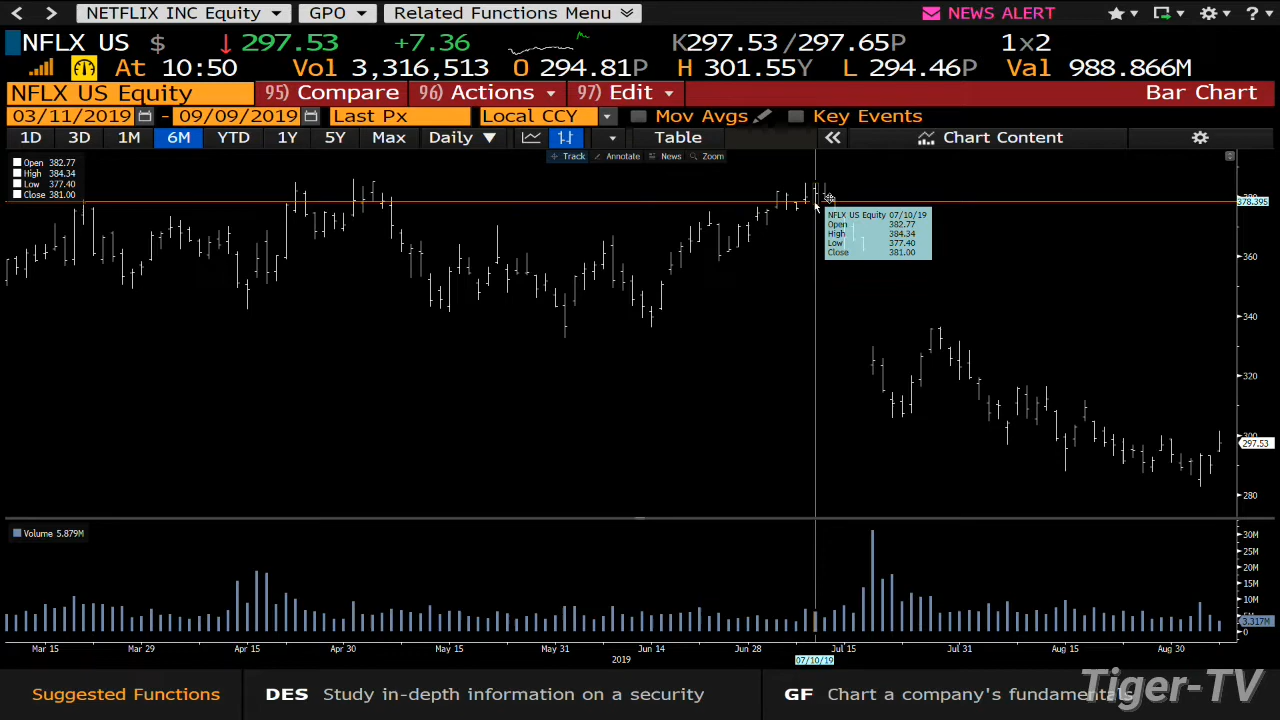 NETFLIX INC Equity GPO Related Functions Menu NEWS ALERT
NFLX US $ ↓ 297.53 +7.36 K297.53 /297.65P 1x2
At 10:50 Vol 3,316,513 O 294.81P H 301.55Y L 294.46P Val 988.866M
NFLX US Equity 95) Compare 96) Actions 97) Edit Bar Chart
03/11/2019 - 09/09/2019 Last Px Local CCY Mov Avgs Key Events
1D 3D 1M 6M YTD 1Y 5Y Max Daily ▼ Table Chart Content
Track Annotate News Zoom
Open 382.77
High 384.34
Low 377.40
Close 381.00
378.395
NFLX US Equity 07/10/19
Open 382.77
High 384.34
Low 377.40
Close 381.00
360
340
320
297.53
280
Volume 5.879M
30M
25M
20M
15M
10M
3.317M
0
Mar 15 Mar 29 Apr 15 Apr 30 May 15 May 31 Jun 14 Jun 28 Jul 15 Jul 31 Aug 15 Aug 30
2019 07/10/19
Suggested Functions DES Study in-depth information on a security GF Chart a company's fundamentals
Tiger-TV